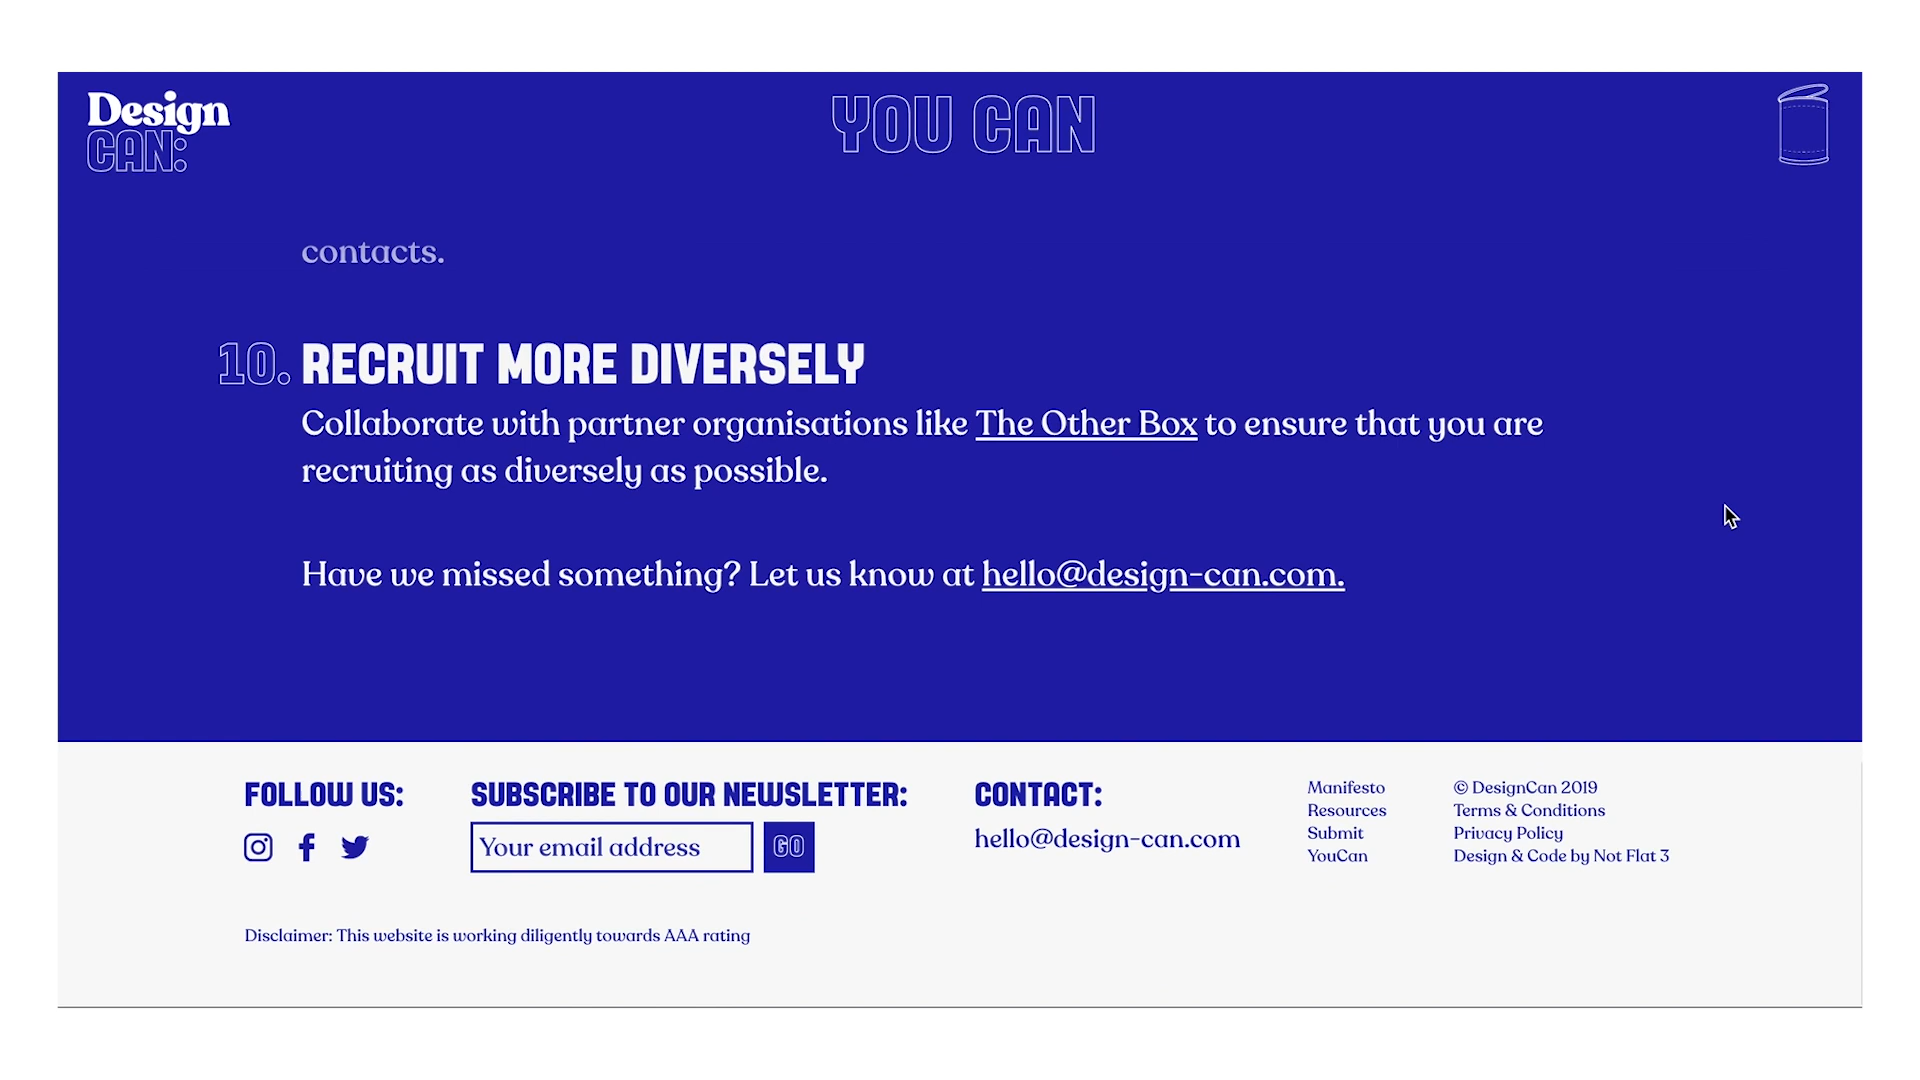 Design
CAN:
YOU CAN
contacts.
10. RECRUIT MORE DIVERSELY
Collaborate with partner organisations like The Other Box to ensure that you are
recruiting as diversely as possible.
Have we missed something? Let us know at hello@design-can.com.
FOLLOW US:
SUBSCRIBE TO OUR NEWSLETTER:
Your email address
GO
CONTACT:
hello@design-can.com
Manifesto
Resources
Submit
YouCan
© DesignCan 2019
Terms & Conditions
Privacy Policy
Design & Code by Not Flat 3
Disclaimer: This website is working diligently towards AAA rating